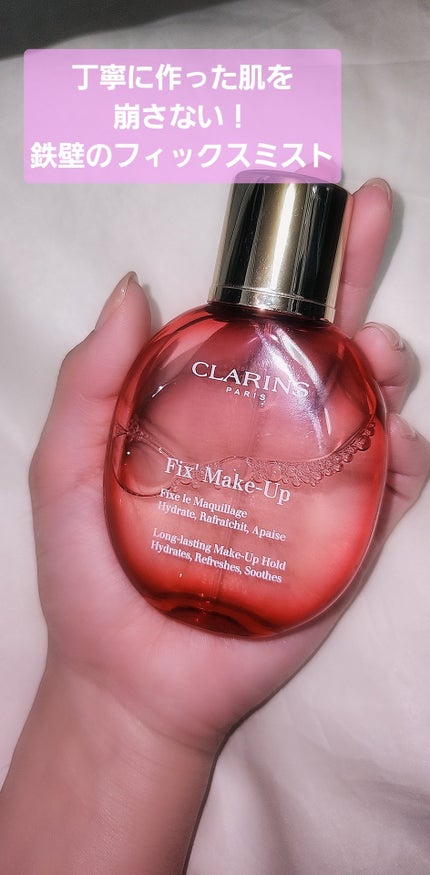 丁寧に作った肌を
崩さない！
鉄壁のフィックスミスト
CLARINS
PARIS
Fix' Make-Up
Fixe le Maquillage
Hydrate, Rafraîchit, Apaise
Long-lasting Make-Up Hold
Hydrates, Refreshes, Soothes